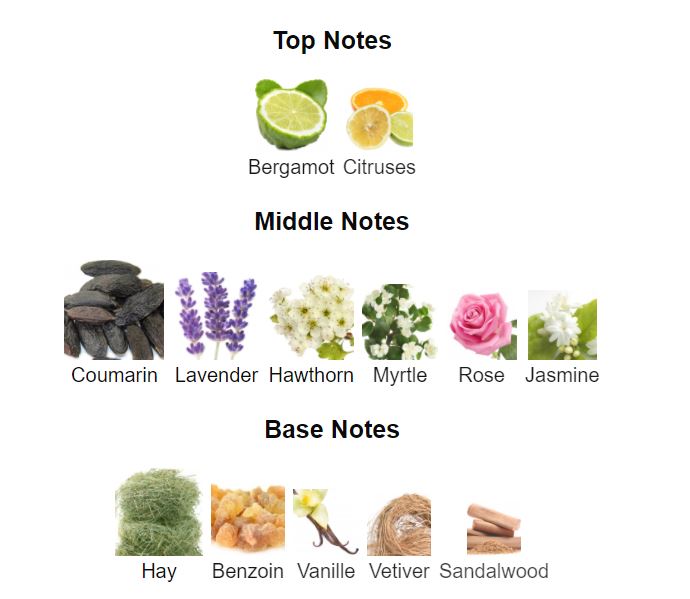 Top Notes
Bergamot Citruses
Middle Notes
Coumarin Lavender Hawthorn Myrtle Rose Jasmine
Base Notes
Hay Benzoin Vanille Vetiver Sandalwood